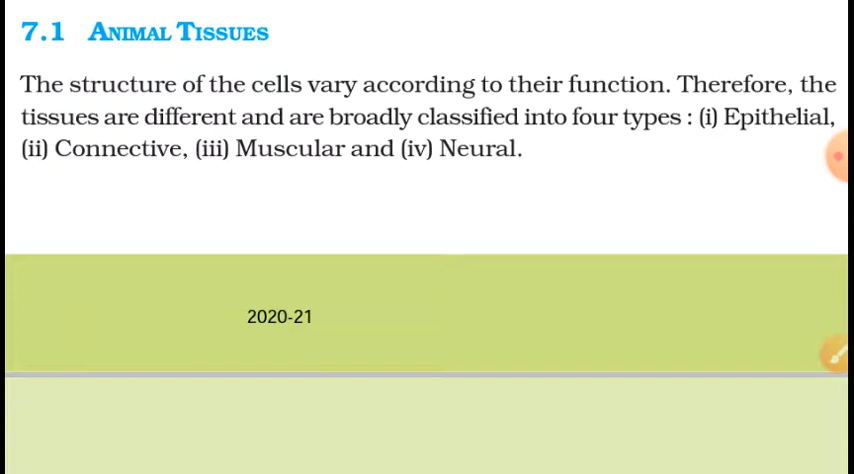 7.1 ANIMAL TISSUES
The structure of the cells vary according to their function. Therefore, the
tissues are different and are broadly classified into four types : (i) Epithelial,
(ii) Connective, (iii) Muscular and (iv) Neural.
2020-21